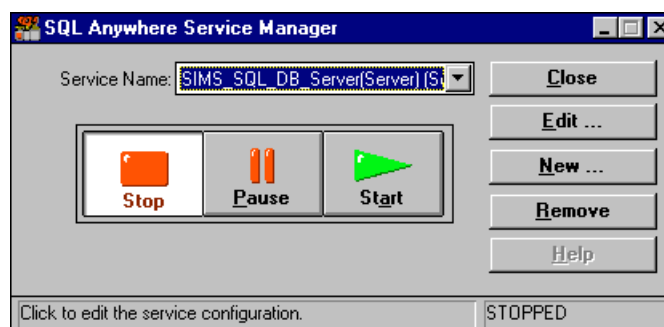 SQL Anywhere Service Manager
Service Name: SIMS_SQL_DB_Server(Server) (S
Close
Edit ...
New ...
Stop
Pause
Start
Remove
Help
Click to edit the service configuration.
STOPPED